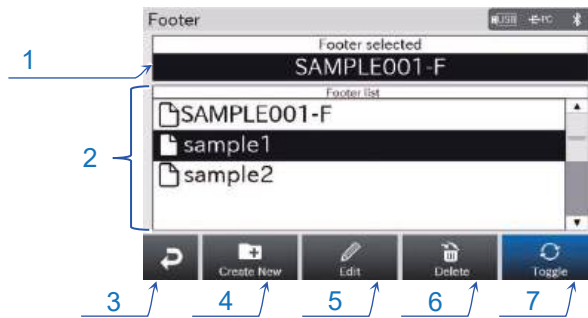 Footer
USB
PC
Footer selected
SAMPLE001-F
Footer list
SAMPLE001-F
sample1
sample2
Create New
Edit
Delete
Toggle
1
2
3
4
5
6
7